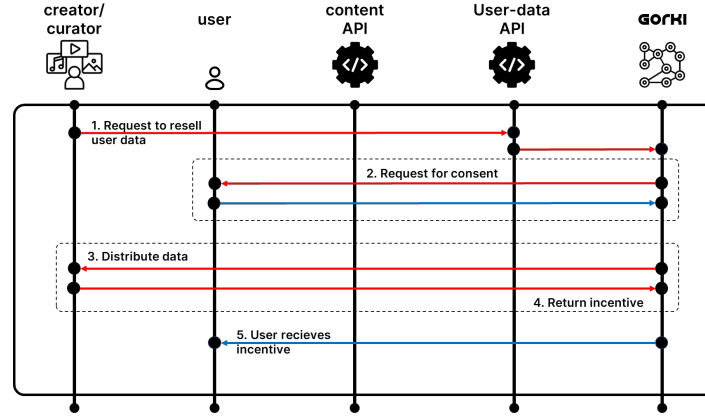 creator/
curator
user
content
API
User-data
API
GORKI
</>
</>
1. Request to resell
user data
2. Request for consent
3. Distribute data
4. Return incentive
5. User recieves
incentive